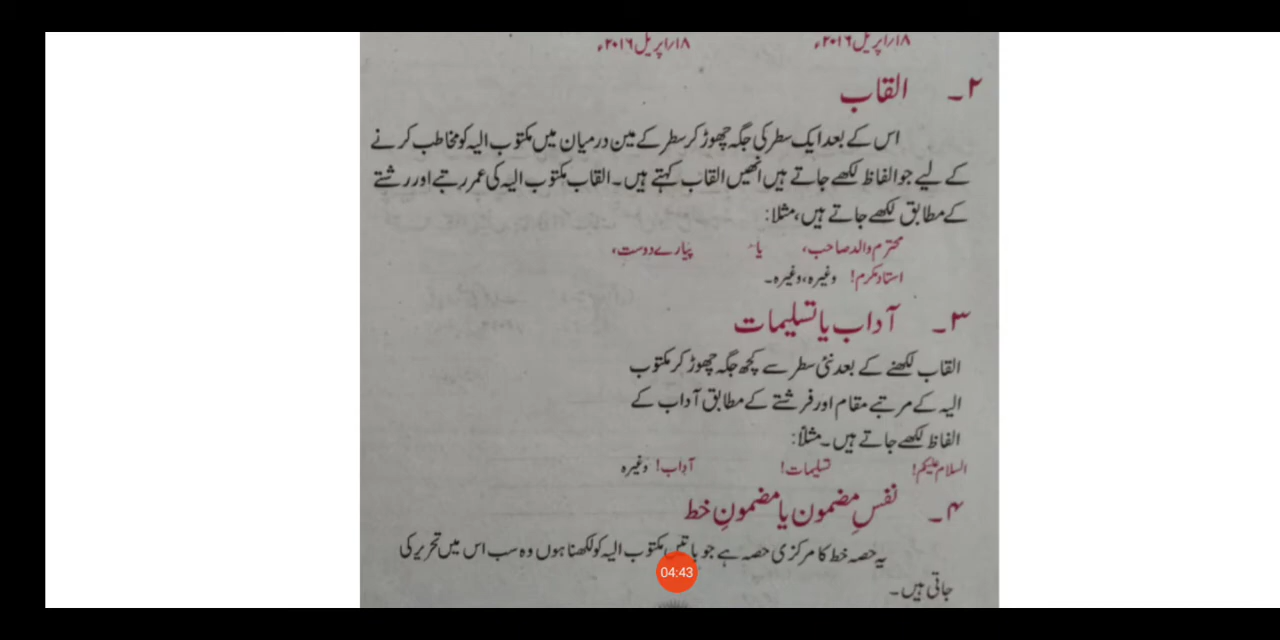 ۱۸/اپریل ۲۰۱۶ء ۱۸/اپریل ۲۰۱۶ء
۲۔ القاب
اس کے بعد ایک سطر کی جگہ چھوڑ کر سطر کے مین درمیان میں مکتوب الیہ کو مخاطب کرنے
کے لیے جو الفاظ لکھے جاتے ہیں انھیں القاب کہتے ہیں۔ القاب مکتوب الیہ کی عمر رتبے اور رشتے
کے مطابق لکھے جاتے ہیں، مثلا:
محترم والد صاحب، یا پیارے دوست،
استاد مکرم! وغیرہ، وغیرہ۔
۳۔ آداب یا تسلیمات
القاب لکھنے کے بعد نئی سطر سے کچھ جگہ چھوڑ کر مکتوب
الیہ کے مرتبے مقام اور فرشتے کے مطابق آداب کے
الفاظ لکھے جاتے ہیں۔ مثلاً:
السلام علیکم! تسلیمات! آداب! وغیرہ
۴۔ نفسِ مضمون یا مضمونِ خط
یہ حصہ خط کا مرکزی حصہ ہے جو باتیں مکتوب الیہ کو لکھنا ہوں وہ سب اس میں تحریر کی
04:43
جاتی ہیں۔